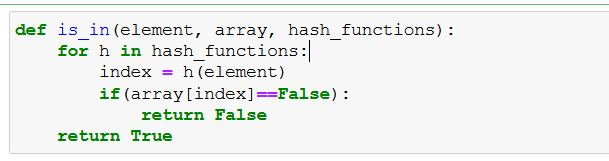 def is_in(element, array, hash_functions):
    for h in hash_functions:
        index = h(element)
        if(array[index]==False):
            return False
    return True